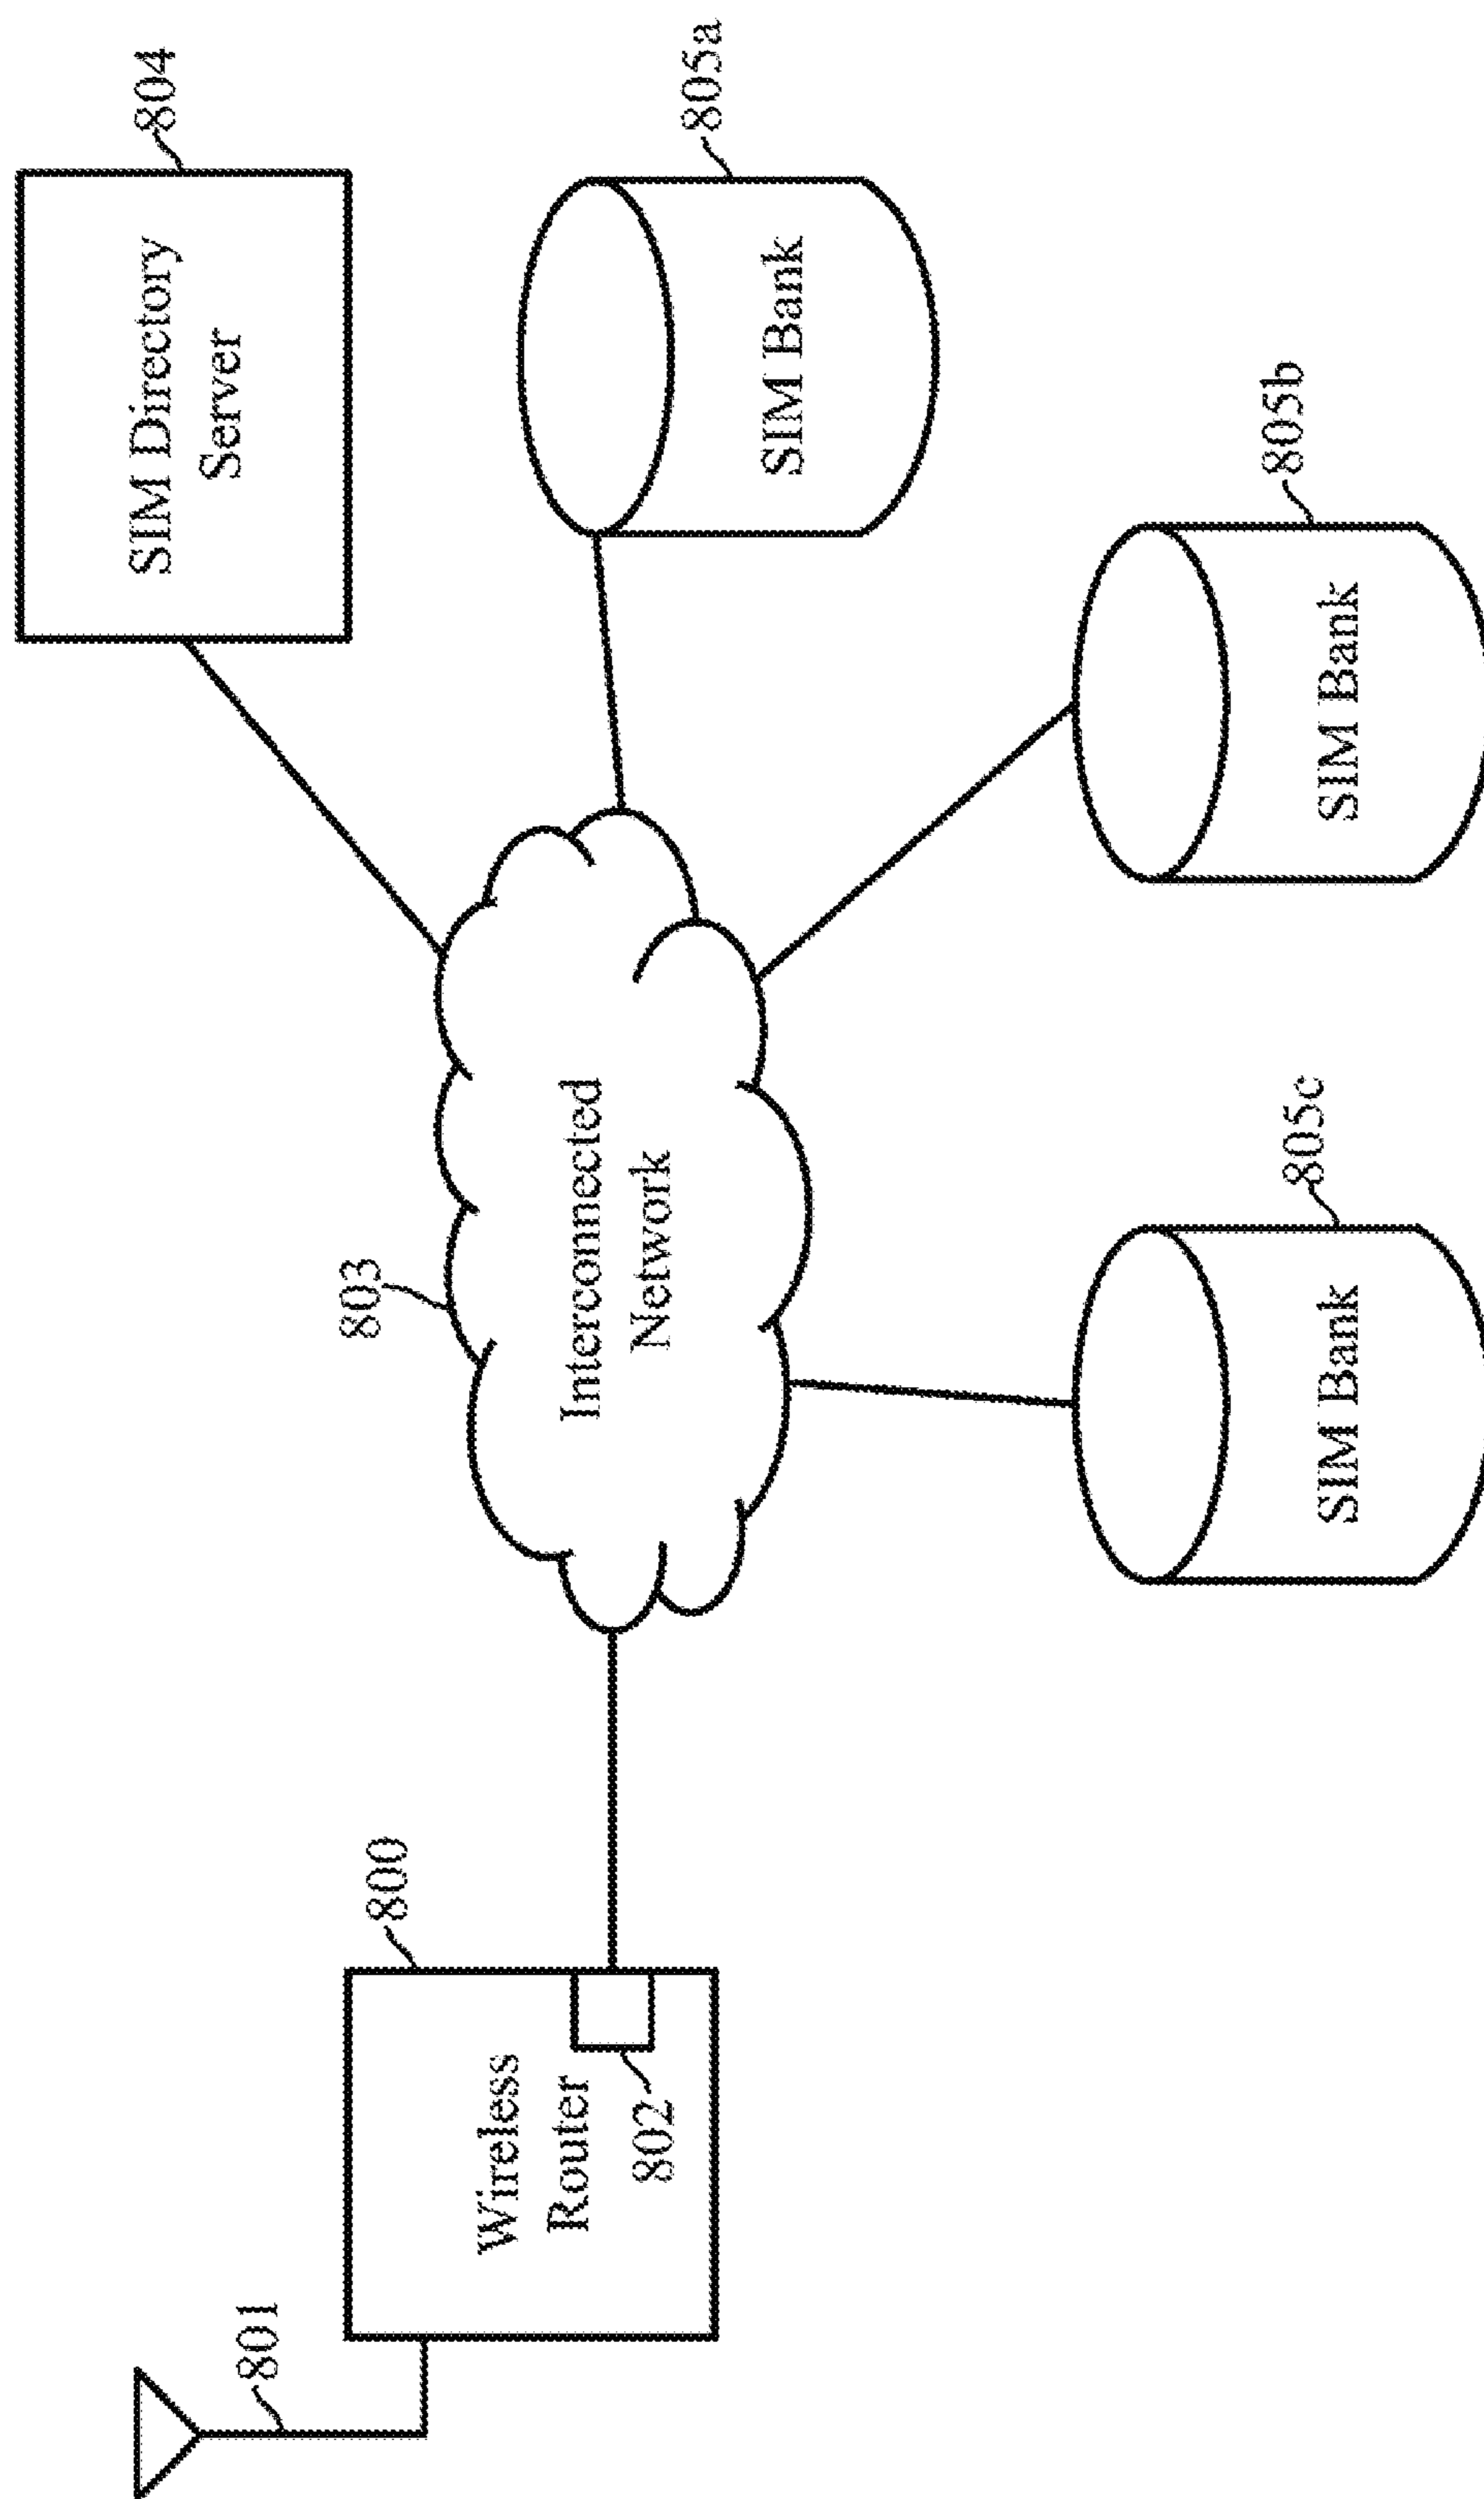 804
SIM Directory
Server
803
805a
SIM Bank
Interconnected
Network
801
800
Wireless
Router
802
805c
805b
SIM Bank
SIM Bank